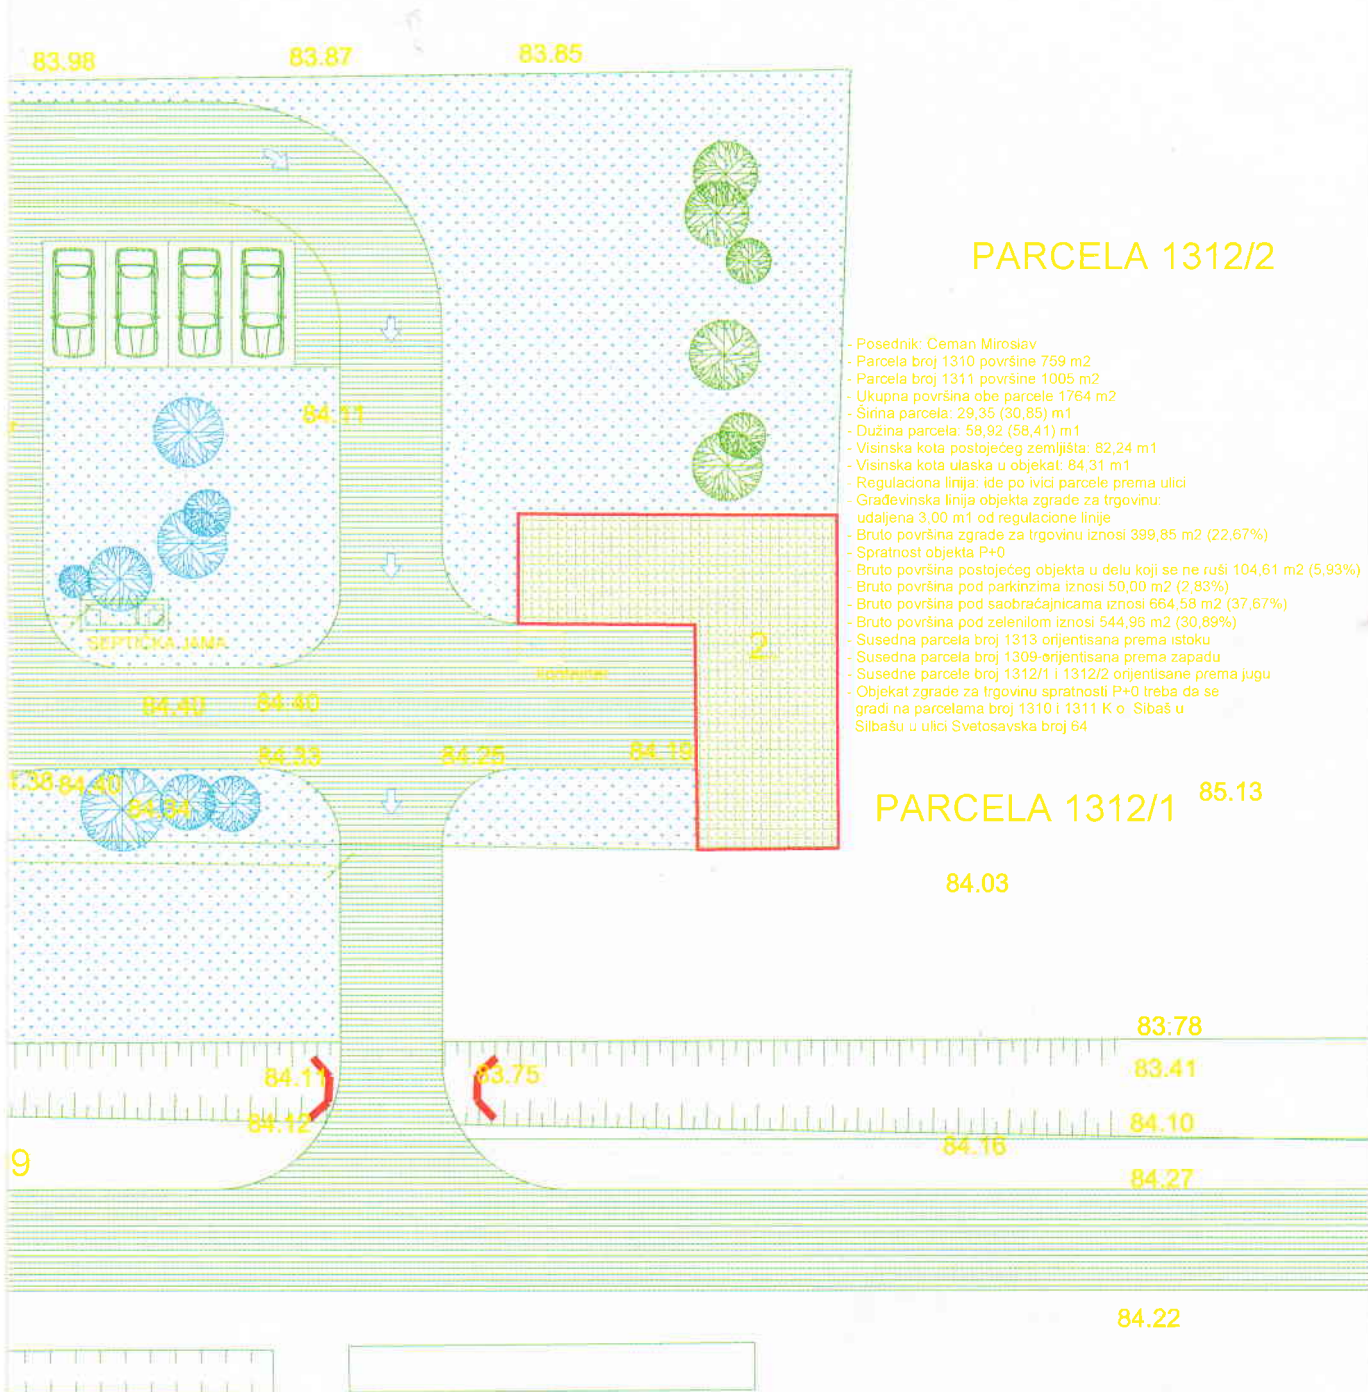 83.98
83.87
83.85
PARCELA 1312/2
- Posednik: Ceman Miroslav
- Parcela broj 1310 površine 759 m2
- Parcela broj 1311 površine 1005 m2
- Ukupna površina obe parcele 1764 m2
- Širina parcela: 29,35 (30,85) m1
- Dužina parcela: 58,92 (58,41) m1
- Visinska kota postojećeg zemljišta: 82,24 m1
- Visinska kota ulaska u objekat: 84,31 m1
- Regulaciona linija: ide po ivici parcele prema ulici
- Građevinska linija objekta zgrade za trgovinu:
udaljena 3,00 m1 od regulacione linije
- Bruto površina zgrade za trgovinu iznosi 399,85 m2 (22,67%)
- Spratnost objekta P+0
- Bruto površina postojećeg objekta u delu koji se ne ruši 104,61 m2 (5,93%)
- Bruto površina pod parkinzima iznosi 50,00 m2 (2,83%)
- Bruto površina pod saobraćajnicama iznosi 664,58 m2 (37,67%)
- Bruto površina pod zelenilom iznosi 544,96 m2 (30,89%)
- Susedna parcela broj 1313 orijentisana prema istoku
- Susedna parcela broj 1309 orijentisana prema zapadu
- Susedne parcele broj 1312/1 i 1312/2 orijentisane prema jugu
- Objekat zgrade za trgovinu spratnosti P+0 treba da se
gradi na parcelama broj 1310 i 1311 K.o. Sibaš u
Silbašu u ulici Svetosavska broj 64
84.11
SEPTIČKA JAMA
kontejner
2.
84.40
84.40
84.33
84.25
84.19
84.40
84.34
PARCELA 1312/1
85.13
84.03
83.78
83.41
84.11
83.75
84.12
84.10
84.16
9
84.27
84.22